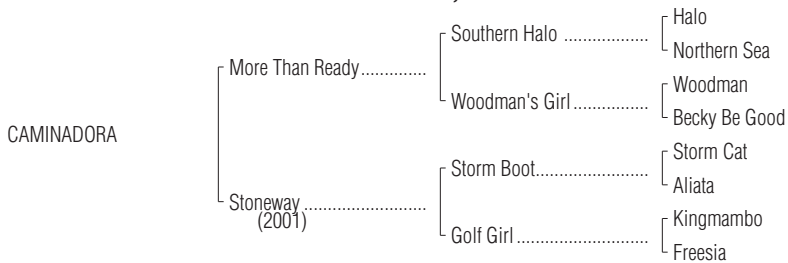 Halo
Southern Halo ...................
Northern Sea
More Than Ready..............
Woodman
Woodman's Girl.................
Becky Be Good
CAMINADORA
Storm Cat
Storm Boot.........................
Aliata
Stoneway ...........................
(2001)
Kingmambo
Golf Girl .............................
Freesia